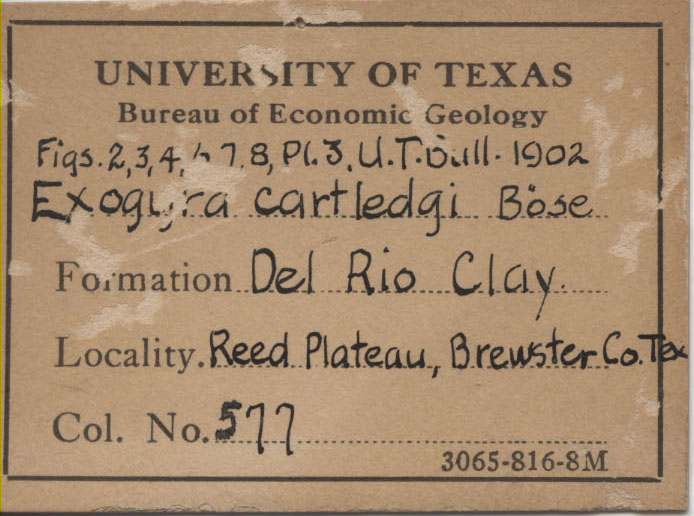 UNIVERSITY OF TEXAS
Bureau of Economic Geology
Figs. 2, 3, 4, 6 7, 8, Pl. 3, U.T. Bull. 1902
Exogyra cartledgi Böse
Formation Del Rio Clay.
Locality. Reed Plateau, Brewster Co. Tex
Col. No. 577
3065-816-8M